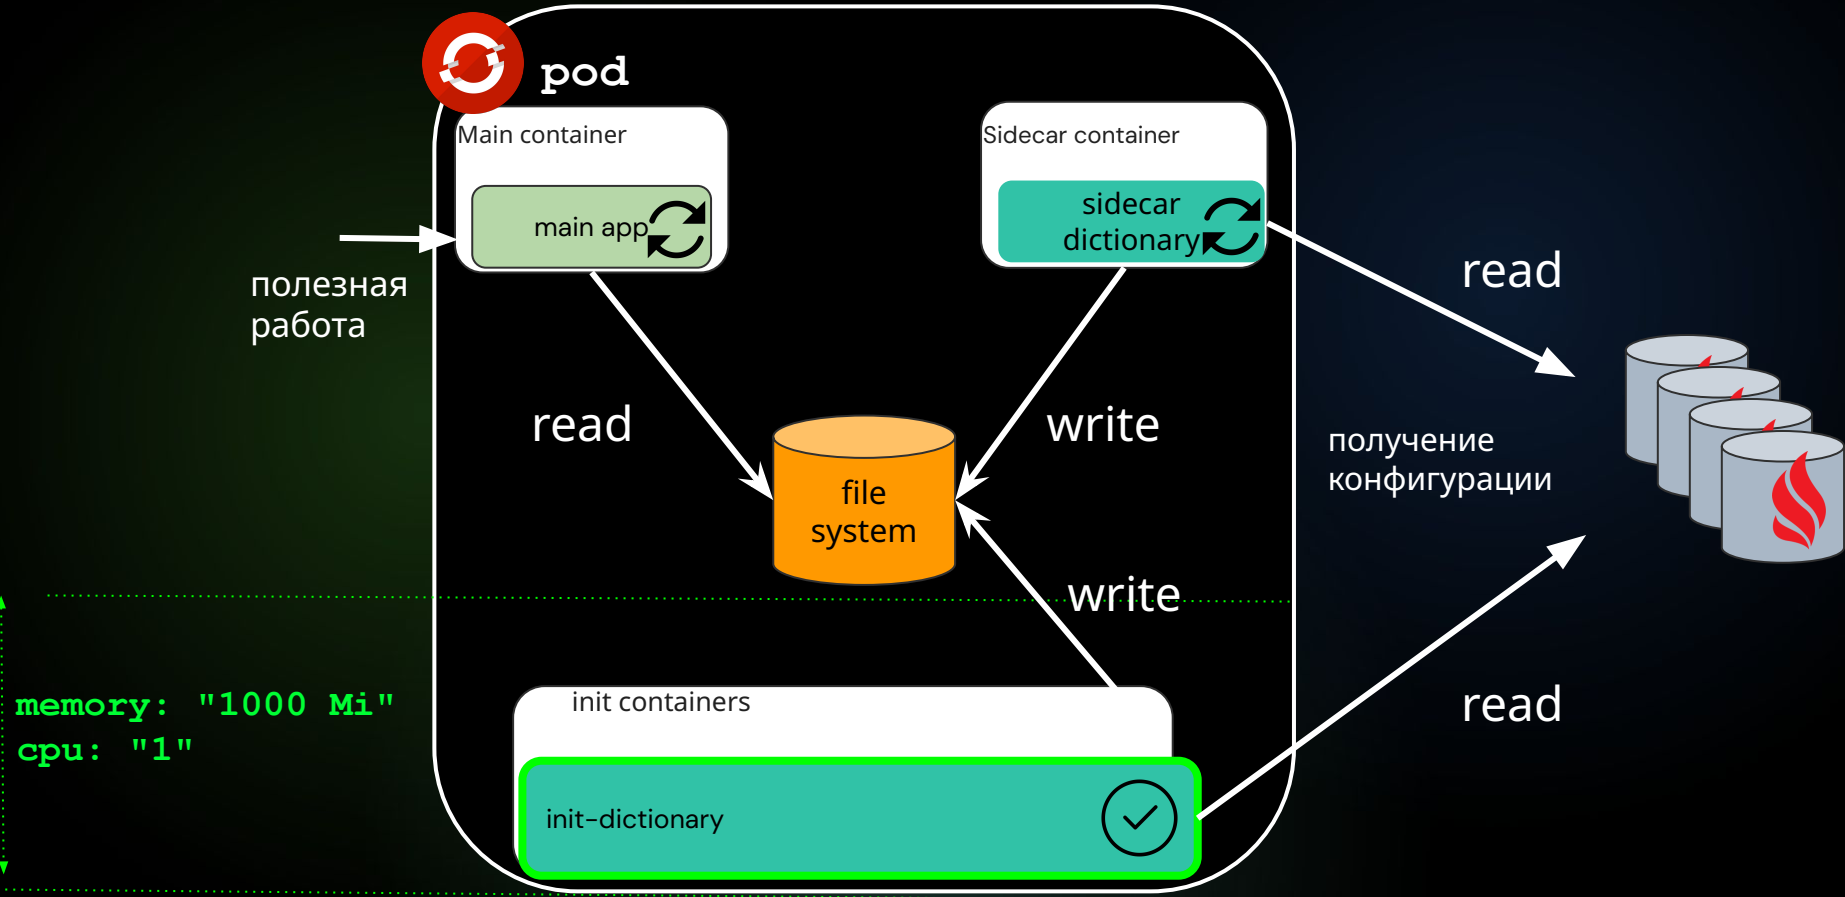 pod
Main container
Sidecar container
main app
sidecar
dictionary
полезная
работа
read
read
write
получение
конфигурации
file
system
write
memory: "1000 Mi"
cpu: "1"
init containers
read
init-dictionary